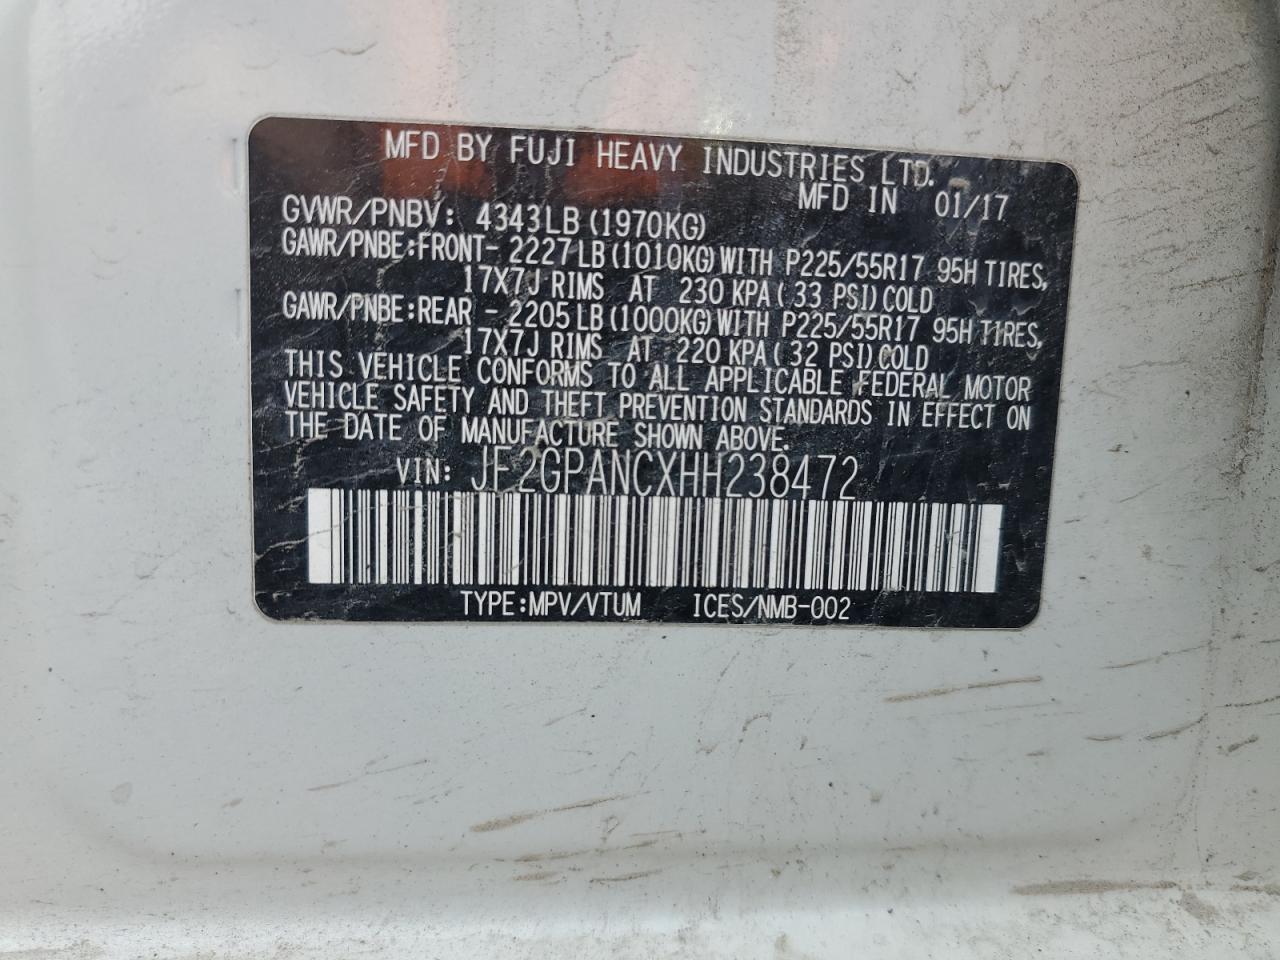 MFD BY FUJI HEAVY INDUSTRIES LTD.
MFD IN 01/17
GVWR/PNBV: 4343LB (1970KG)
GAWR/PNBE:FRONT- 2227LB (1010KG) WITH P225/55R17 95H TIRES,
17X7J RIMS AT 230 KPA ( 33 PSI) COLD
GAWR/PNBE:REAR - 2205LB (1000KG) WITH P225/55R17 95H TIRES,
17X7J RIMS AT 220 KPA ( 32 PSI) COLD
THIS VEHICLE CONFORMS TO ALL APPLICABLE FEDERAL MOTOR
VEHICLE SAFETY AND THEFT PREVENTION STANDARDS IN EFFECT ON
THE DATE OF MANUFACTURE SHOWN ABOVE.
VIN: JF2GPANCXHH238472
TYPE:MPV/VTUM ICES/NMB-002